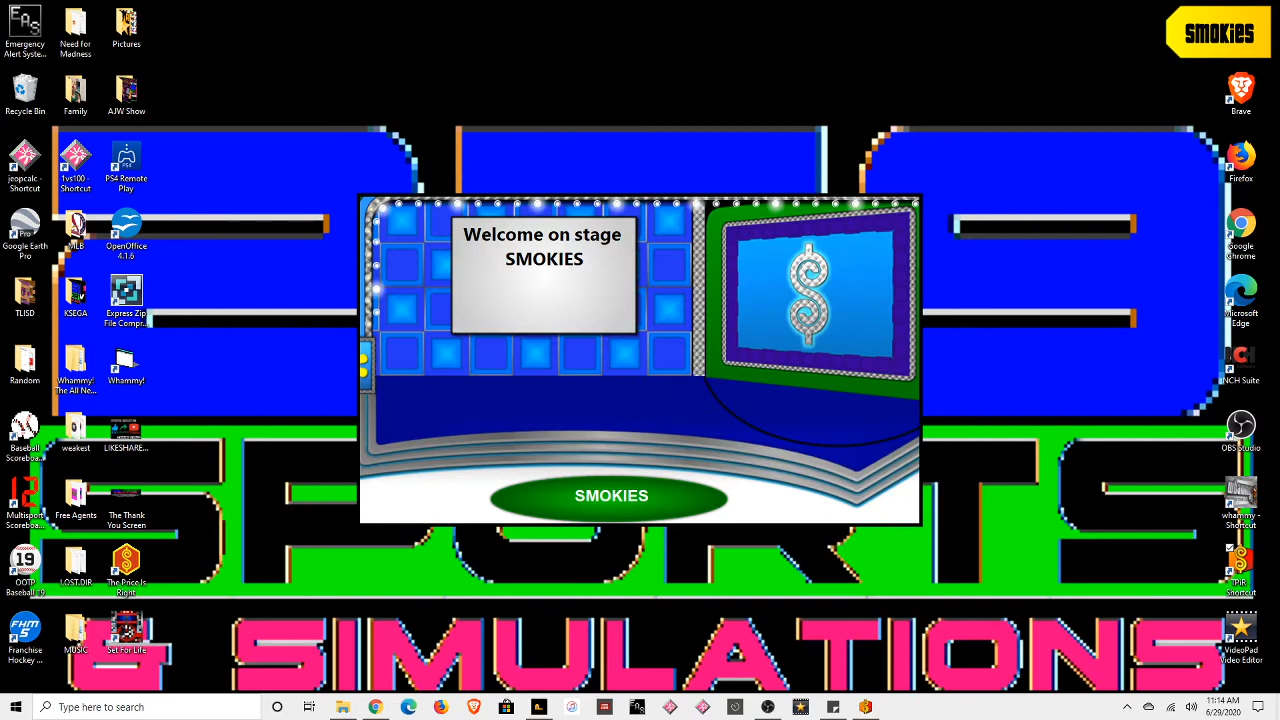 Emergency
Alert Syste...
Need for
Madness
Pictures
smokies
Recycle Bin
Family
AJW Show
Brave
jeopcalc -
Shortcut
1vs100 -
Shortcut
PS4 Remote
Play
Firefox
Google Earth
Pro
MLB
OpenOffice
4.1.6
Google
Chrome
Welcome on stage
SMOKIES
TLISD
KSEGA
Express Zip
File Compr...
Microsoft
Edge
Random
Whammy!
The All Ne...
Whammy!
NCH Suite
Baseball
Scoreboa...
weakest
LIKESHARE...
OBS Studio
Multisport
Scoreboa...
Free Agents
The Thank
You Screen
whammy -
Shortcut
SMOKIES
SPORTS
OOTP
Baseball 19
LOST.DIR
The Price Is
Right
TPIR
Shortcut
Franchise
Hockey ...
MUSIC
Set For Life
VideoPad
Video Editor
& SIMULATIONS
Type here to search
11:14 AM
6/29/2020